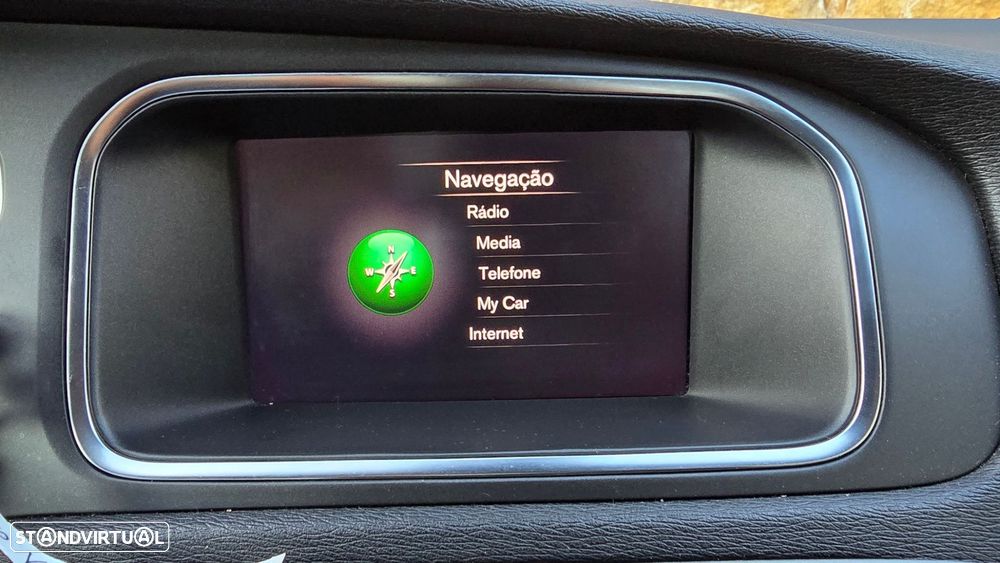 Navegação
Rádio
Media
Telefone
My Car
Internet
N
W E
S
STANDVIRTUAL